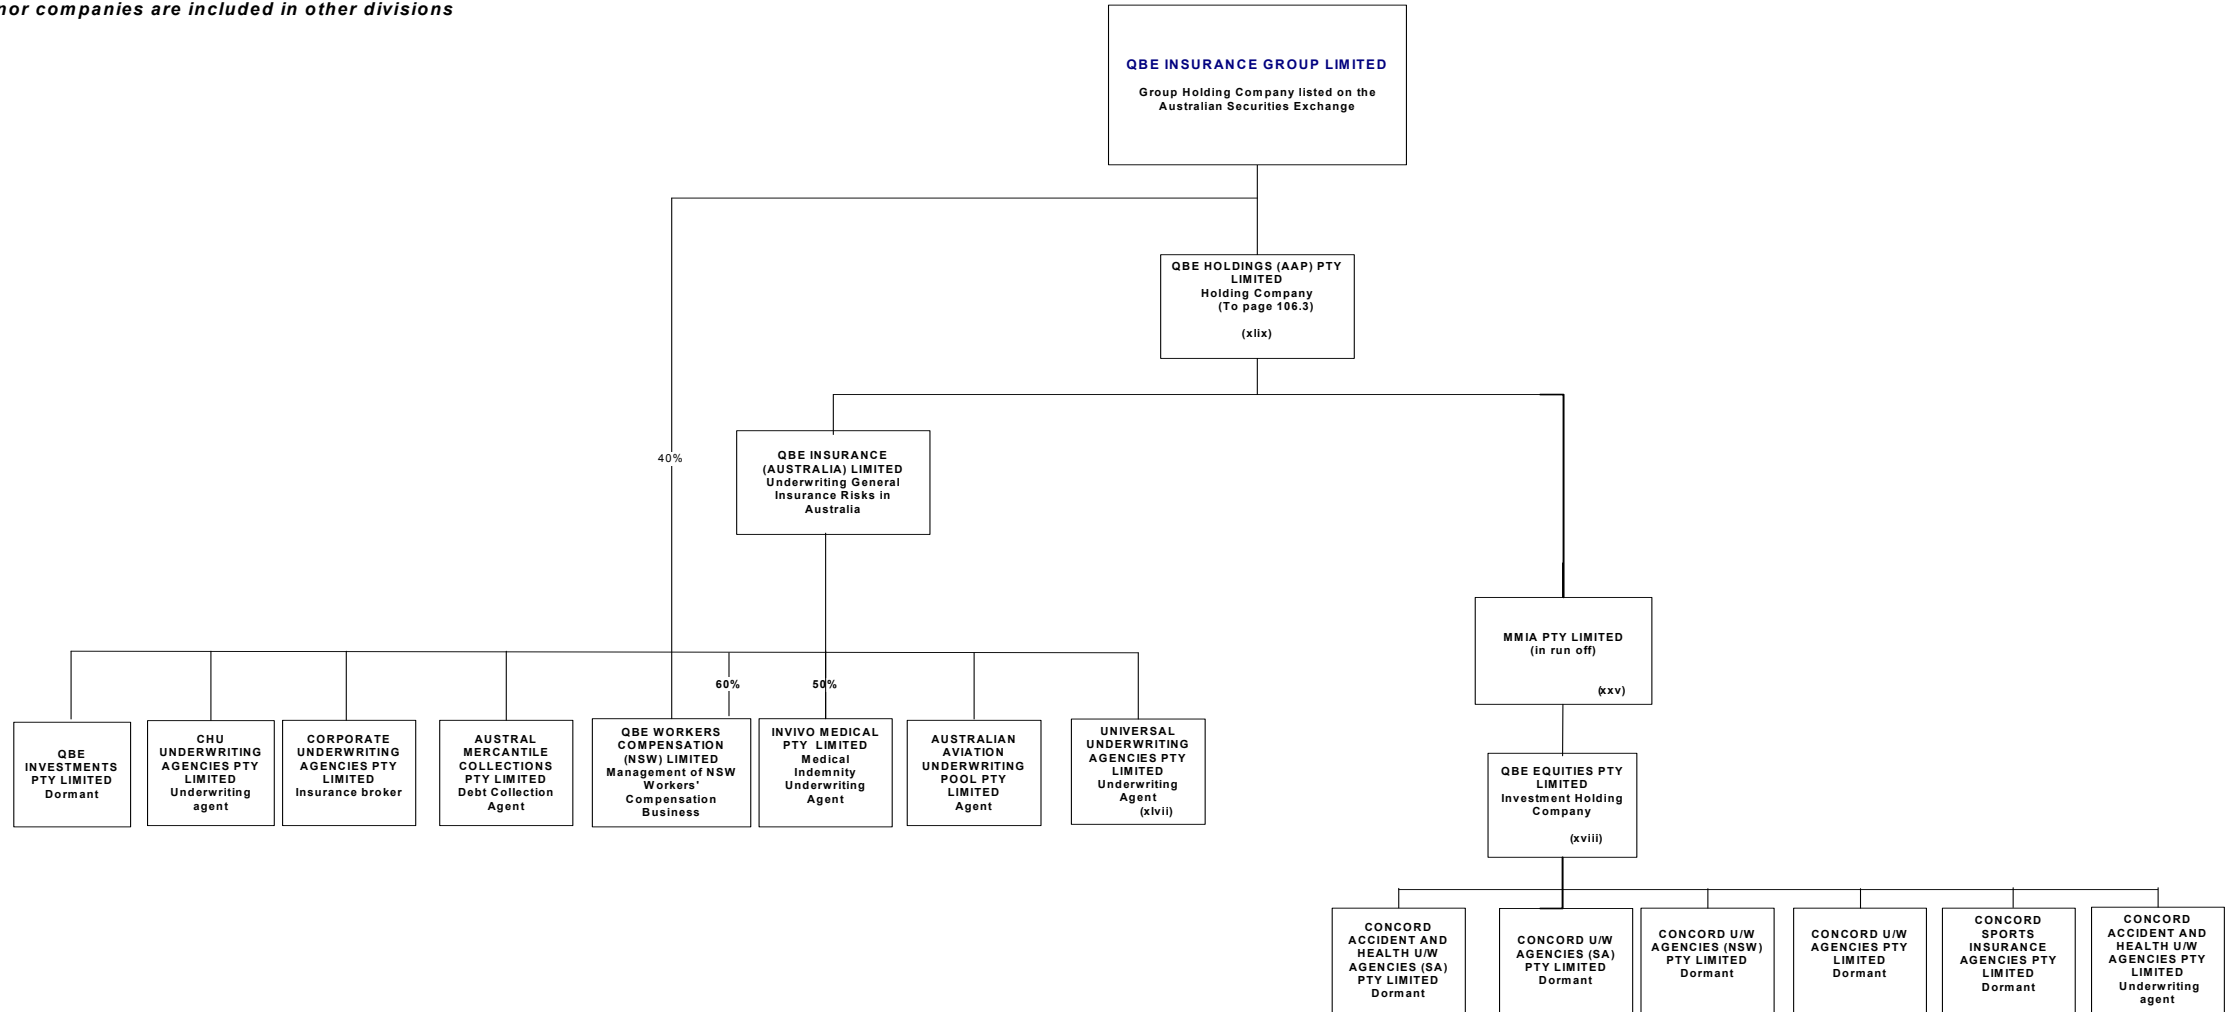 nor companies are included in other divisions
QBE INSURANCE GROUP LIMITED
Group Holding Company listed on the
Australian Securities Exchange
QBE HOLDINGS (AAP) PTY
LIMITED
Holding Company
(To page 106.3)
(xlix)
40%
QBE INSURANCE
(AUSTRALIA) LIMITED
Underwriting General
Insurance Risks in
Australia
MMIA PTY LIMITED
(in run off)
(xxv)
60%
50%
QBE
INVESTMENTS
PTY LIMITED
Dormant
CHU
UNDERWRITING
AGENCIES PTY
LIMITED
Underwriting
agent
CORPORATE
UNDERWRITING
AGENCIES PTY
LIMITED
Insurance broker
AUSTRAL
MERCANTILE
COLLECTIONS
PTY LIMITED
Debt Collection
Agent
QBE WORKERS
COMPENSATION
(NSW) LIMITED
Management of NSW
Workers'
Compensation
Business
INVIVO MEDICAL
PTY LIMITED
Medical
Indemnity
Underwriting
Agent
AUSTRALIAN
AVIATION
UNDERWRITING
POOL PTY
LIMITED
Agent
UNIVERSAL
UNDERWRITING
AGENCIES PTY
LIMITED
Underwriting
Agent
(xlvii)
QBE EQUITIES PTY
LIMITED
Investment Holding
Company
(xviii)
CONCORD
ACCIDENT AND
HEALTH U/W
AGENCIES (SA)
PTY LIMITED
Dormant
CONCORD U/W
AGENCIES (SA)
PTY LIMITED
Dormant
CONCORD U/W
AGENCIES (NSW)
PTY LIMITED
Dormant
CONCORD U/W
AGENCIES PTY
LIMITED
Dormant
CONCORD
SPORTS
INSURANCE
AGENCIES PTY
LIMITED
Dormant
CONCORD
ACCIDENT AND
HEALTH U/W
AGENCIES PTY
LIMITED
Underwriting
agent